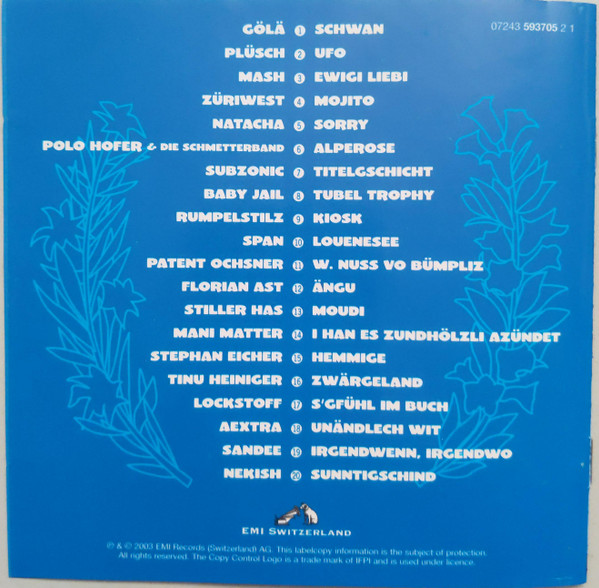 07243 593705 2 1
GÖLÄ 1 SCHWAN
PLÜSCH 2 UFO
MASH 3 EWIGI LIEBI
ZÜRIWEST 4 MOJITO
NATACHA 5 SORRY
POLO HOFER & DIE SCHMETTERBAND 6 ALPEROSE
SUBZONIC 7 TITELGSCHICHT
BABY JAIL 8 TUBEL TROPHY
RUMPELSTILZ 9 KIOSK
SPAN 10 LOUENESEE
PATENT OCHSNER 11 W. NUSS VO BÜMPLIZ
FLORIAN AST 12 ÄNGU
STILLER HAS 13 MOUDI
MANI MATTER 14 I HAN ES ZUNDHÖLZLI AZÜNDET
STEPHAN EICHER 15 HEMMIGE
TINU HEINIGER 16 ZWÄRGELAND
LOCKSTOFF 17 S'GFÜHL IM BUCH
AEXTRA 18 UNÄNDLECH WIT
SANDEE 19 IRGENDWENN, IRGENDWO
NEKISH 20 SUNNTIGSCHIND
EMI SWITZERLAND
℗ & © 2003 EMI Records (Switzerland) AG. This labelcopy information is the subject of protection.
All rights reserved. The Copy Control Logo is a trade mark of IFPI and is used under licence.